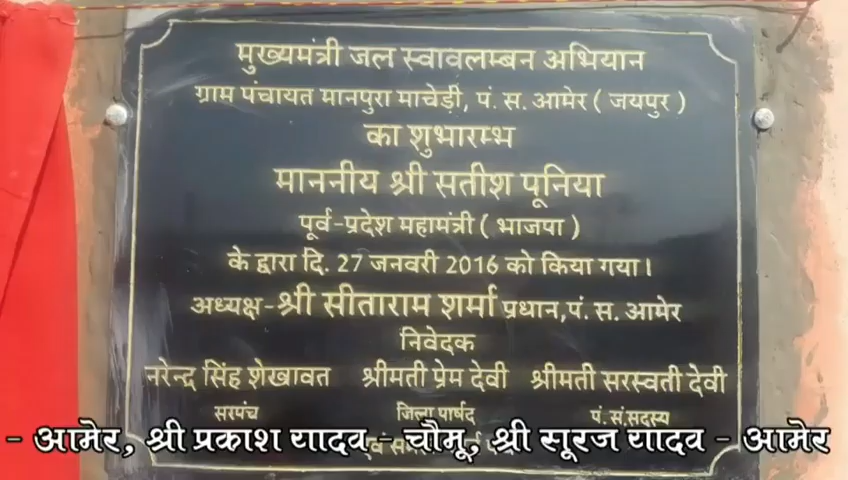 मुख्यमंत्री जल स्वावलम्बन अभियान
ग्राम पंचायत मानपुरा माचेड़ी, पं. स. आमेर ( जयपुर )
का शुभारम्भ
माननीय श्री सतीश पूनिया
पूर्व-प्रदेश महामंत्री ( भाजपा )
के द्वारा दि. 27 जनवरी 2016 को किया गया।
अध्यक्ष-श्री सीताराम शर्मा प्रधान,पं. स. आमेर
निवेदक
नरेन्द्र सिंह शेखावत श्रीमती प्रेम देवी श्रीमती सरस्वती देवी
सरपंच जिला पार्षद पं. सं.सदस्य
- आमेर, श्री प्रकाश यादव - चौमू, श्री सूरज यादव - आमेर